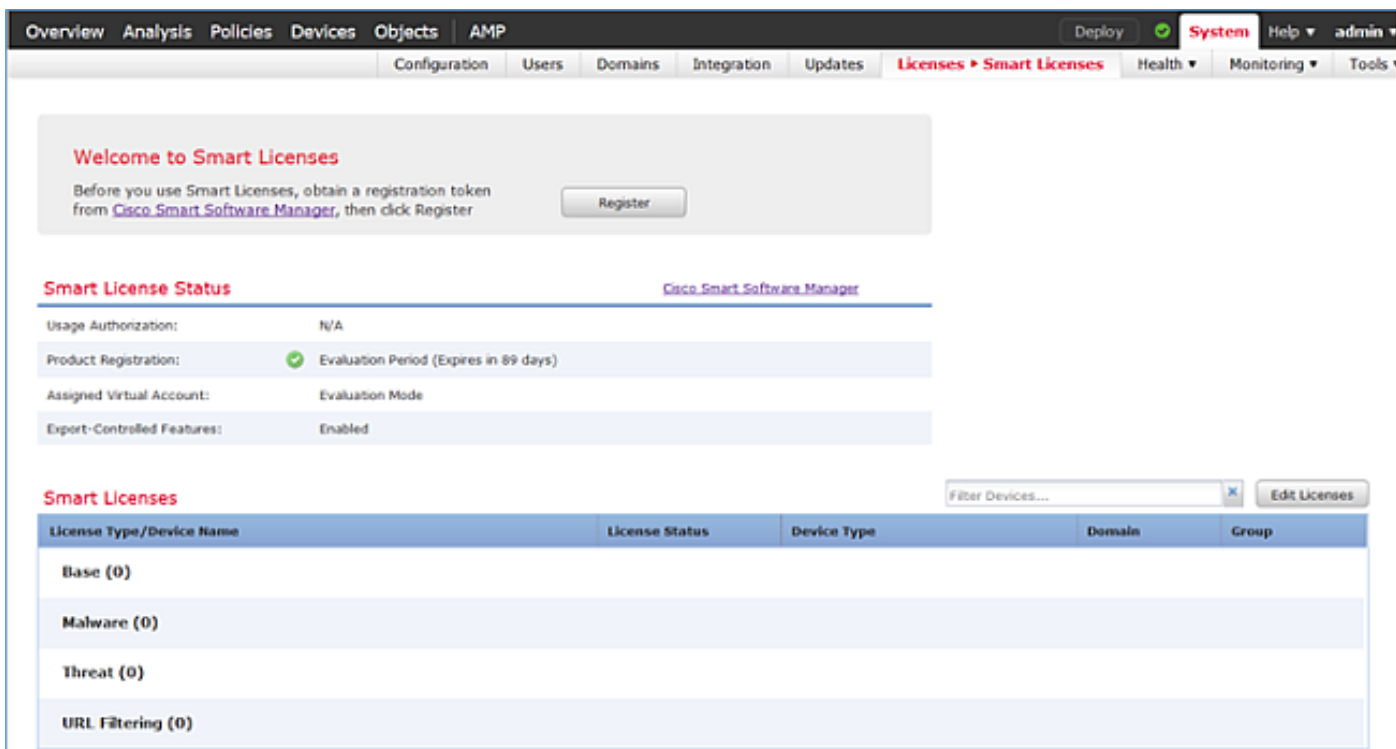 Overview Analysis Policies Devices Objects AMP Deploy System Help ▼ admin ▼
Configuration Users Domains Integration Updates Licenses ▸ Smart Licenses Health ▼ Monitoring ▼ Tools ▼
Welcome to Smart Licenses
Before you use Smart Licenses, obtain a registration token
from Cisco Smart Software Manager, then click Register
Register
Smart License Status Cisco Smart Software Manager
Usage Authorization: N/A
Product Registration: Evaluation Period (Expires in 89 days)
Assigned Virtual Account: Evaluation Mode
Export-Controlled Features: Enabled
Smart Licenses Filter Devices... Edit Licenses
License Type/Device Name License Status Device Type Domain Group
Base (0)
Malware (0)
Threat (0)
URL Filtering (0)